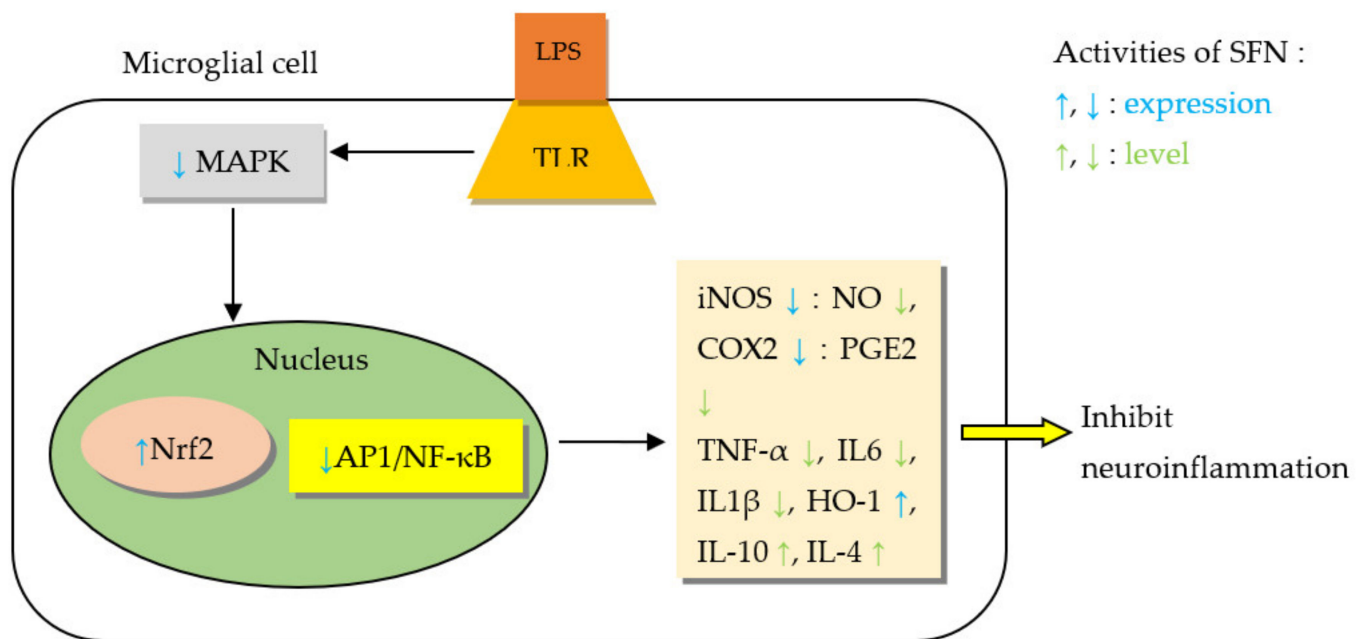 LPS
Microglial cell
Activities of SFN :
↑, ↓ : expression
↑, ↓ : level
TLR
↓ MAPK
Nucleus
↑Nrf2
↓AP1/NF-κB
iNOS ↓ : NO ↓,
COX2 ↓ : PGE2
↓
TNF-α ↓, IL6 ↓,
IL1β ↓, HO-1 ↑,
IL-10 ↑, IL-4 ↑
Inhibit
neuroinflammation